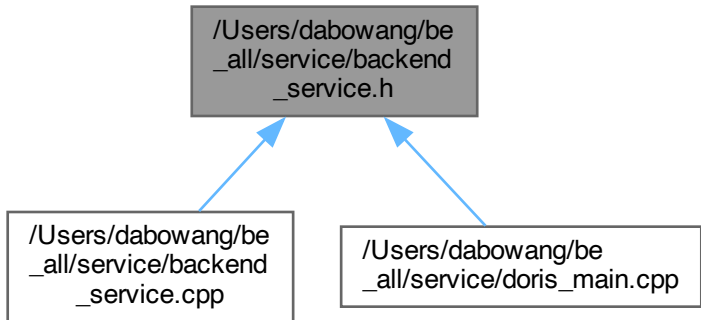 /Users/dabowang/be
_all/service/backend
_service.h
/Users/dabowang/be
_all/service/backend
_service.cpp
/Users/dabowang/be
_all/service/doris_main.cpp